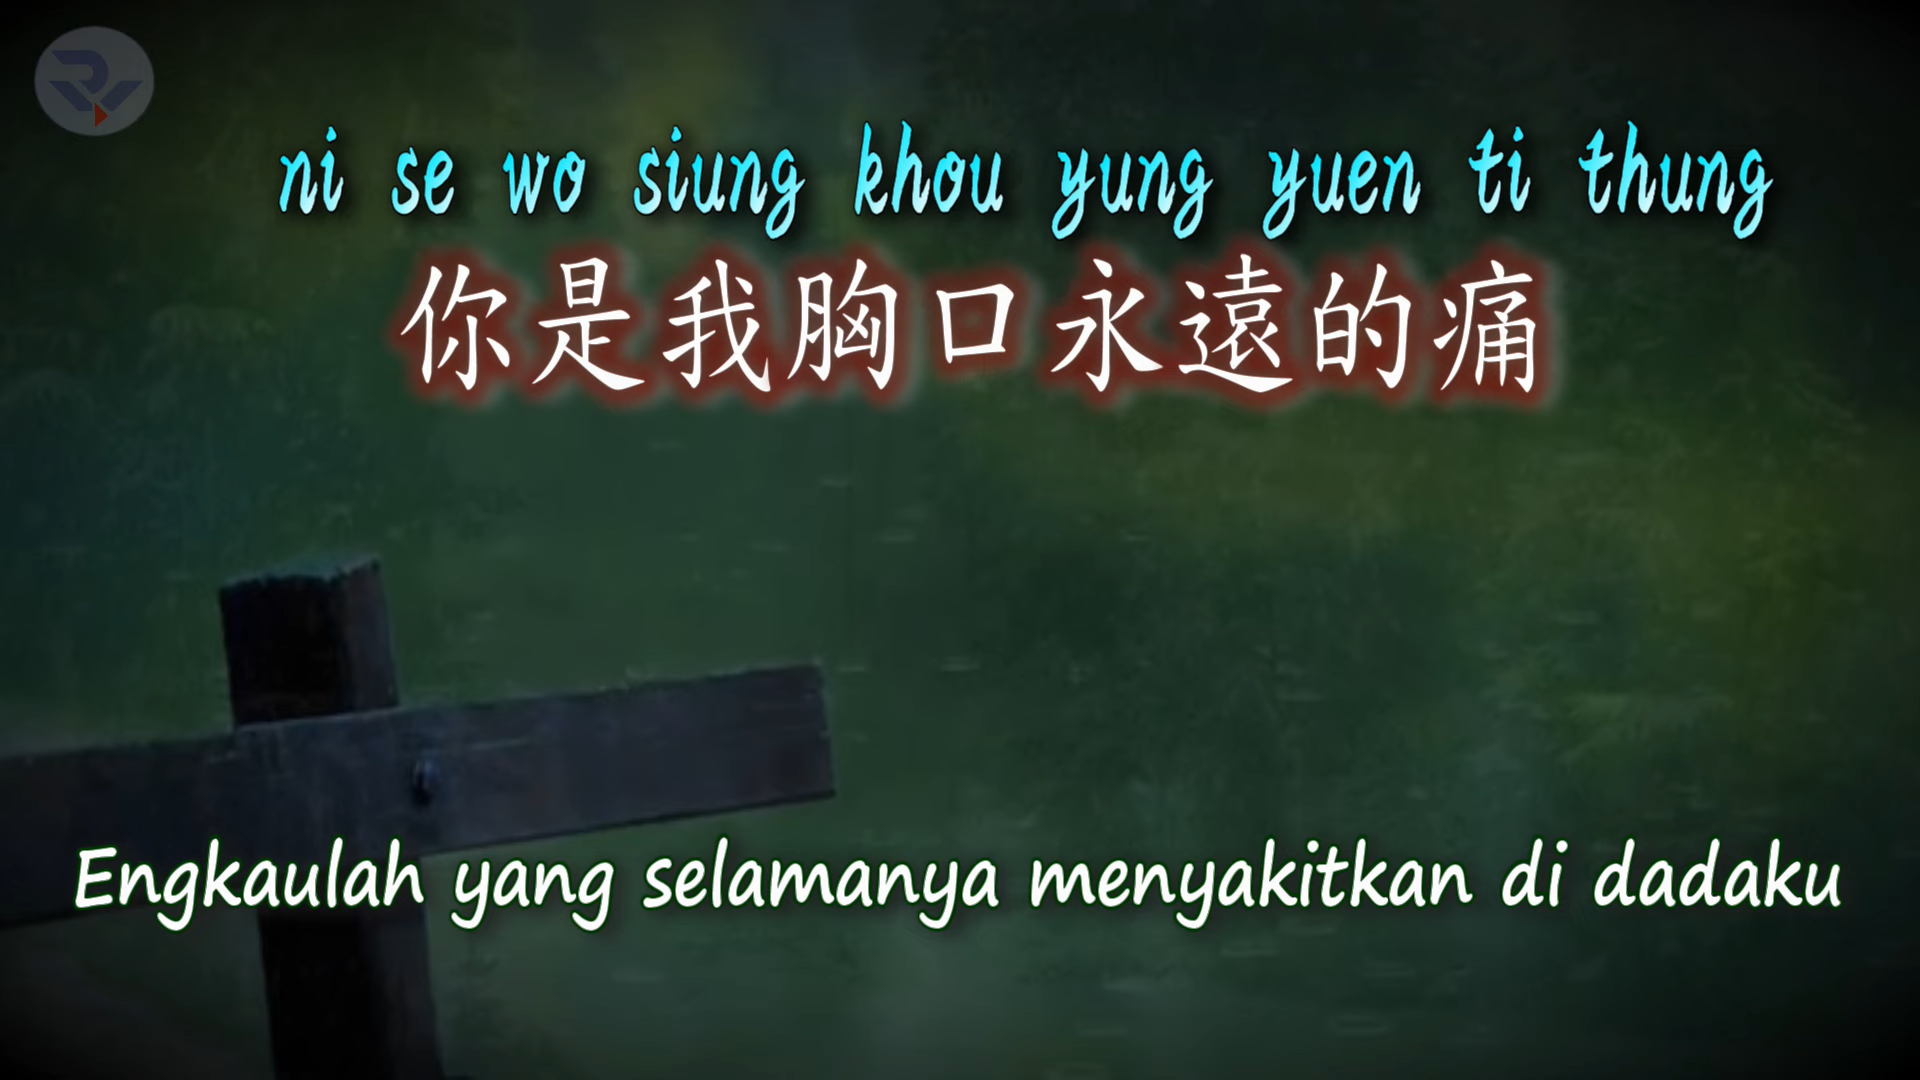 ni se wo siung khou yung yuen ti thung
你是我胸口永遠的痛
Engkaulah yang selamanya menyakitkan di dadaku